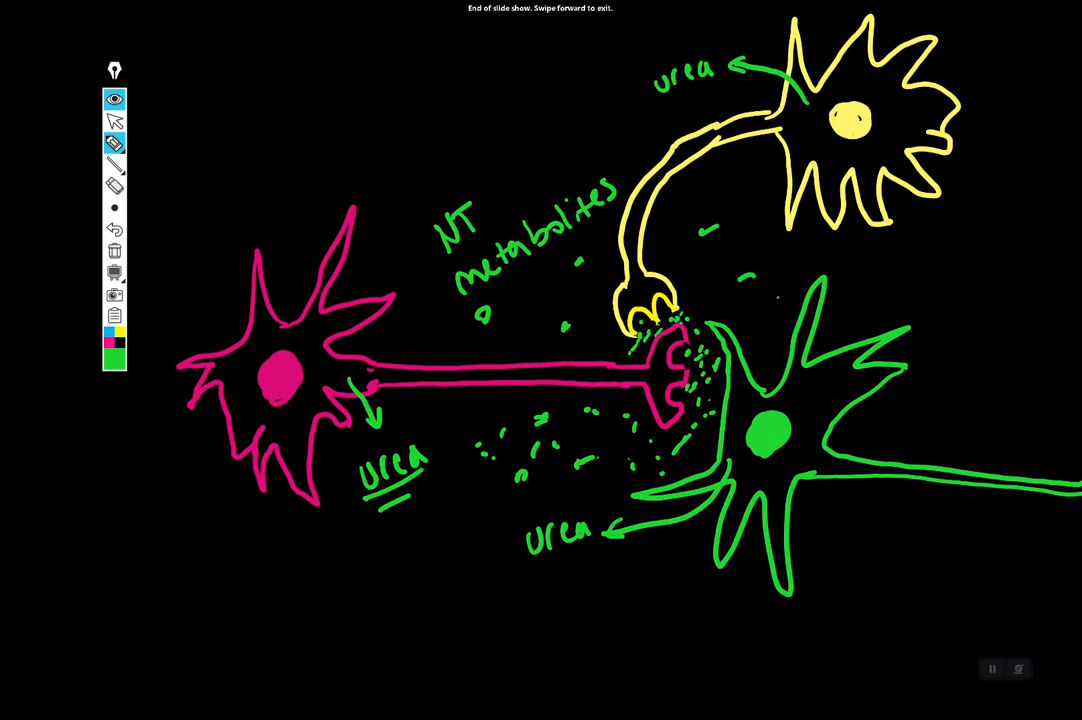 End of slide show. Swipe forward to exit.
urea
NT
metabolites
urea
urea